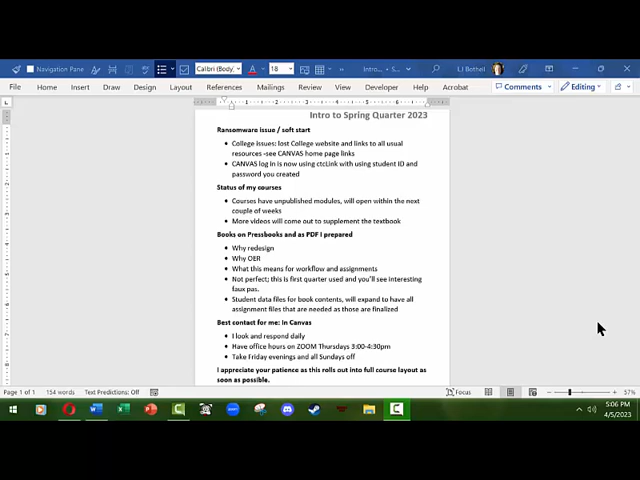 Navigation Pane
Calibri (Body)
18
Intro...
LJ Bothell
File Home Insert Draw Design Layout References Mailings Review View Developer Help Acrobat
Comments
Editing
Intro to Spring Quarter 2023
Ransomware issue / soft start
• College Issues: lost College website and links to all usual
resources -see CANVAS home page links
• CANVAS log in is now using ctcLink with using student ID and
password you created
Status of my courses
• Courses have unpublished modules, will open within the next
couple of weeks
• More videos will come out to supplement the textbook
Books on Pressbooks and as PDF I prepared
• Why redesign
• Why OER
• What this means for workflow and assignments
• Not perfect; this is first quarter used and you'll see interesting
faux pas.
• Student data files for book contents, will expand to have all
assignment files that are needed as those are finalized
Best contact for me: in Canvas
• I look and respond daily
• Have office hours on ZOOM Thursdays 3:00-4:30pm
• Take Friday evenings and all Sundays off
I appreciate your patience as this rolls out into full course layout as
soon as possible.
Page 1 of 1 154 words Text Predictions: Off
Focus
57%
5:06 PM
4/5/2023